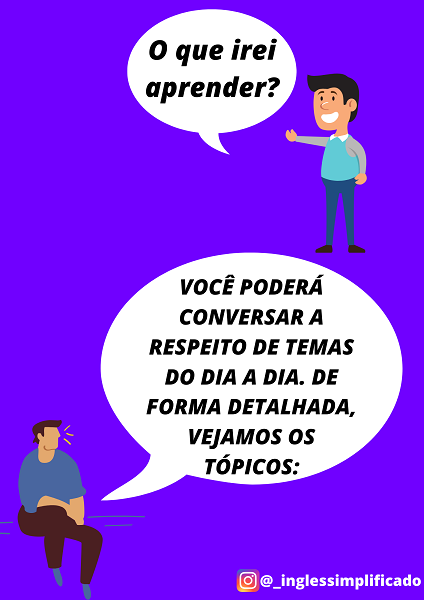 O que irei
aprender?
VOCÊ PODERÁ
CONVERSAR A
RESPEITO DE TEMAS
DO DIA A DIA. DE
FORMA DETALHADA,
VEJAMOS OS
TÓPICOS:
@_inglessimplificado